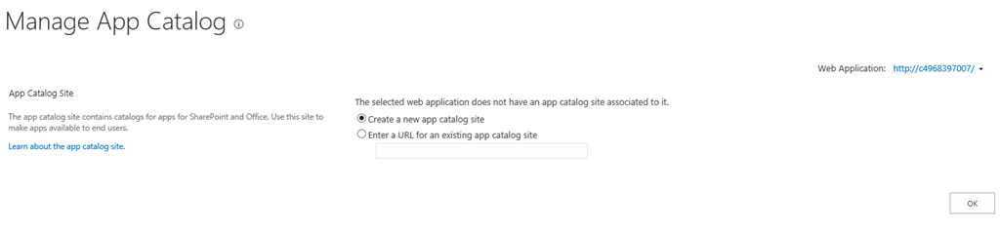 Manage App Catalog
Web Application: http://c4968397007/
App Catalog Site
The app catalog site contains catalogs for apps for SharePoint and Office. Use this site to
make apps available to end users.
Learn about the app catalog site.
The selected web application does not have an app catalog site associated to it.
Create a new app catalog site
Enter a URL for an existing app catalog site
OK